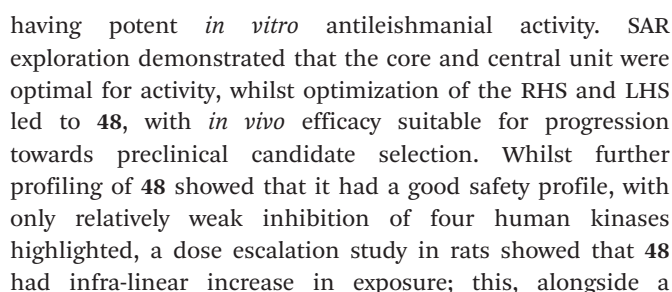 having potent in vitro antileishmanial activity. SAR
exploration demonstrated that the core and central unit were
optimal for activity, whilst optimization of the RHS and LHS
led to 48, with in vivo efficacy suitable for progression
towards preclinical candidate selection. Whilst further
profiling of 48 showed that it had a good safety profile, with
only relatively weak inhibition of four human kinases
highlighted, a dose escalation study in rats showed that 48
had infra-linear increase in exposure; this, alongside a